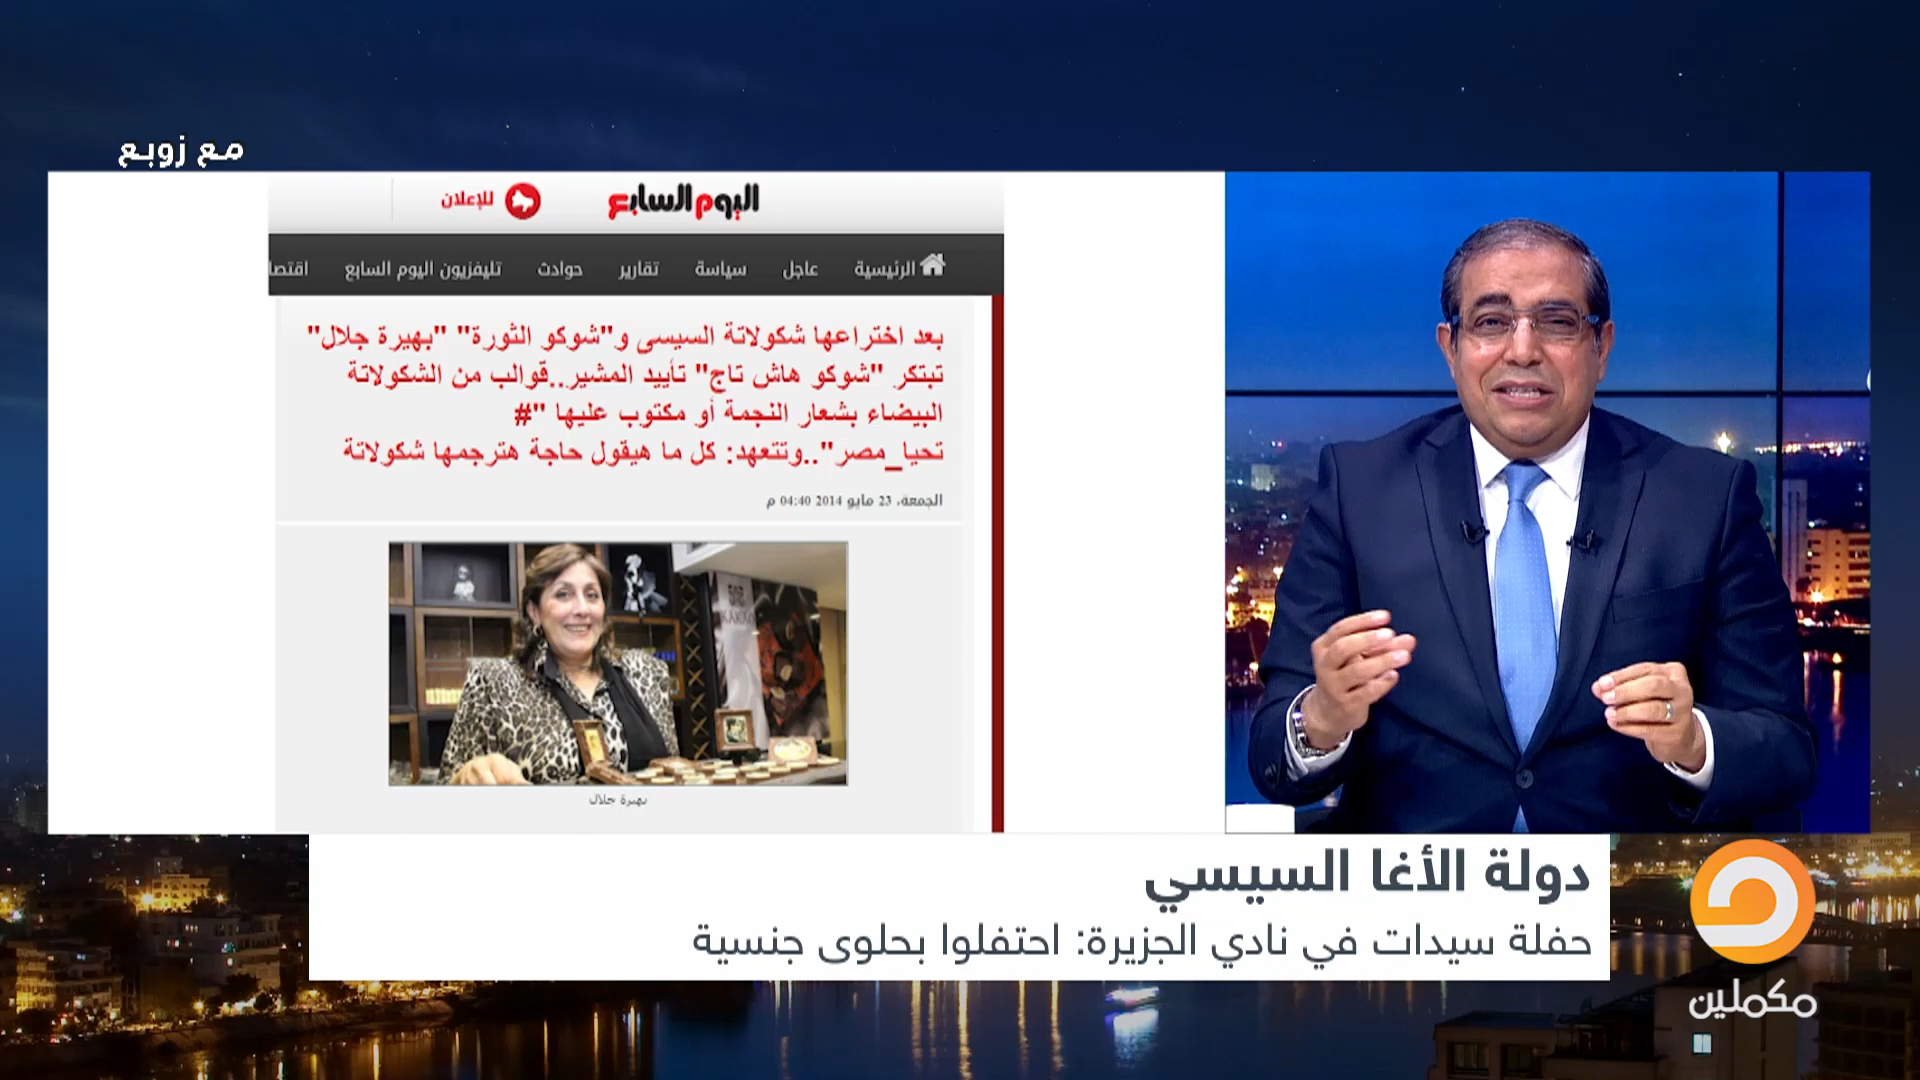 مع زوبع
اليوم السابع
للإعلان
الرئيسية عاجل سياسة تقارير حوادث تليفزيون اليوم السابع اقتصا
بعد اختراعها شكولاتة السيسى و"شوكو الثورة" "بهيرة جلال"
تبتكر "شوكو هاش تاج" تأييد المشير..قوالب من الشكولاتة
البيضاء بشعار النجمة أو مكتوب عليها "#
تحيا_مصر"..وتتعهد: كل ما هيقول حاجة هترجمها شكولاتة
الجمعة، 23 مايو 2014 04:40 م
بهيرة جلال
دولة الأغا السيسي
حفلة سيدات في نادي الجزيرة: احتفلوا بحلوى جنسية
مكملين